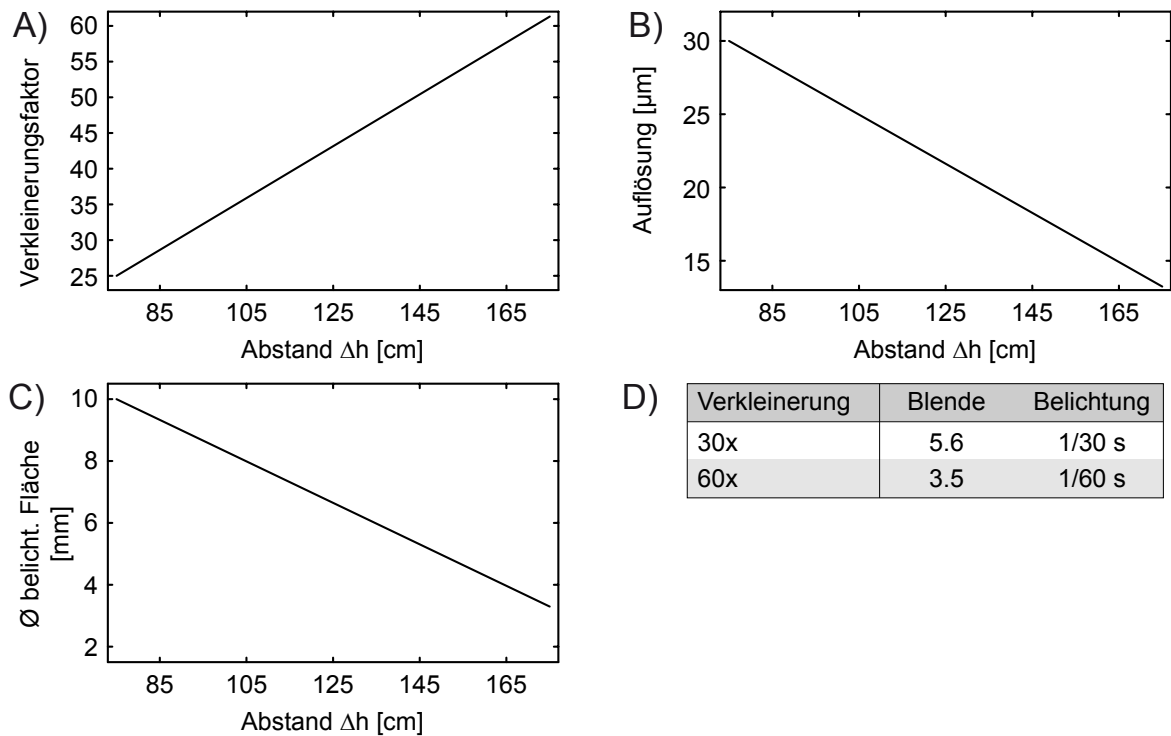 A)
Verkleinerungsfaktor
60
55
50
45
40
35
30
25
85 105 125 145 165
Abstand Δh [cm]
B)
Auflösung [µm]
30
25
20
15
85 105 125 145 165
Abstand Δh [cm]
C)
Ø belicht. Fläche
[mm]
10
8
6
4
2
85 105 125 145 165
Abstand Δh [cm]
D)
Verkleinerung Blende Belichtung
30x 5.6 1/30 s
60x 3.5 1/60 s